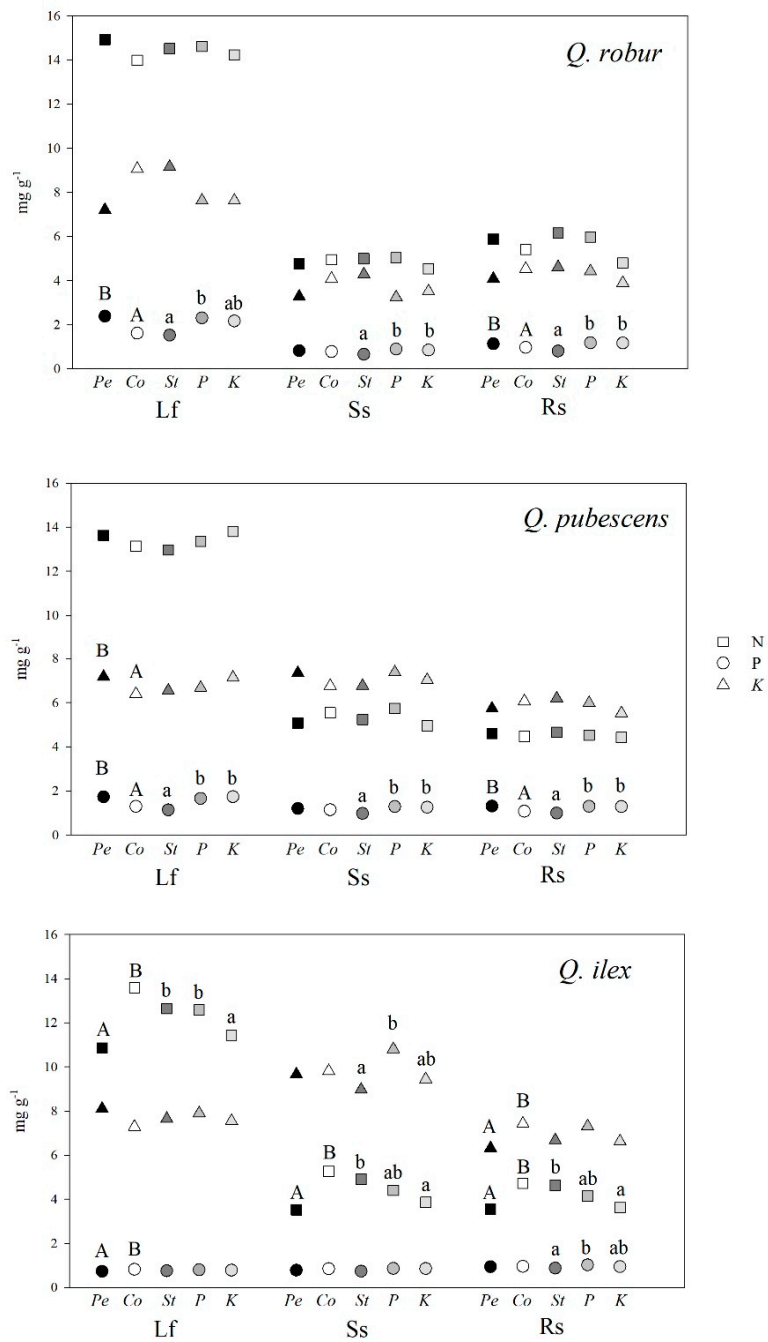 16
Q. robur
14
12
10
mg g-1
8
6
4
B A a b ab
a b b
B A a b b
2
0
Pe Co St P K Pe Co St P K Pe Co St P K
Lf Ss Rs
16
Q. pubescens
14
12
10
mg g-1
8
B A
6
4
B A a b b
a b b
B A a b b
2
0
Pe Co St P K Pe Co St P K Pe Co St P K
Lf Ss Rs
N
P
K
16
Q. ilex
14
A B b b a
12
10
a b ab
mg g-1
8
A B
6
A B b ab a
A B b ab a
4
2
A B
a b ab
0
Pe Co St P K Pe Co St P K Pe Co St P K
Lf Ss Rs